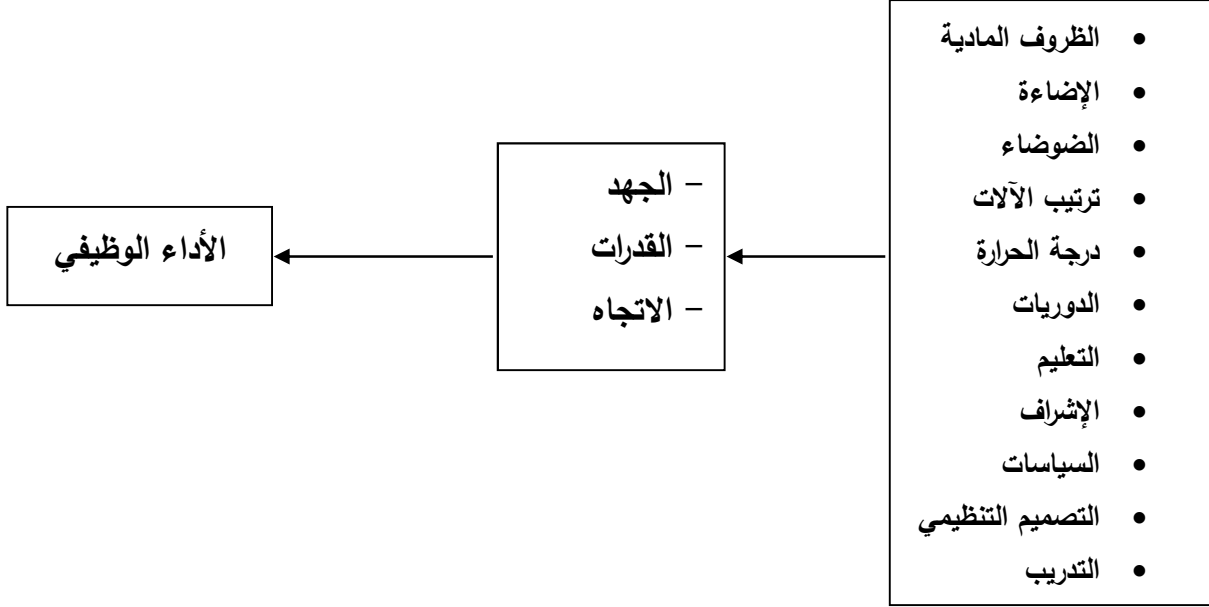 • الظروف المادية
• الإضاءة
• الضوضاء
• ترتيب الآلات
• درجة الحرارة
• الدوريات
• التعليم
• الإشراف
• السياسات
• التصميم التنظيمي
• التدريب
– الجهد
– القدرات
– الاتجاه
الأداء الوظيفي